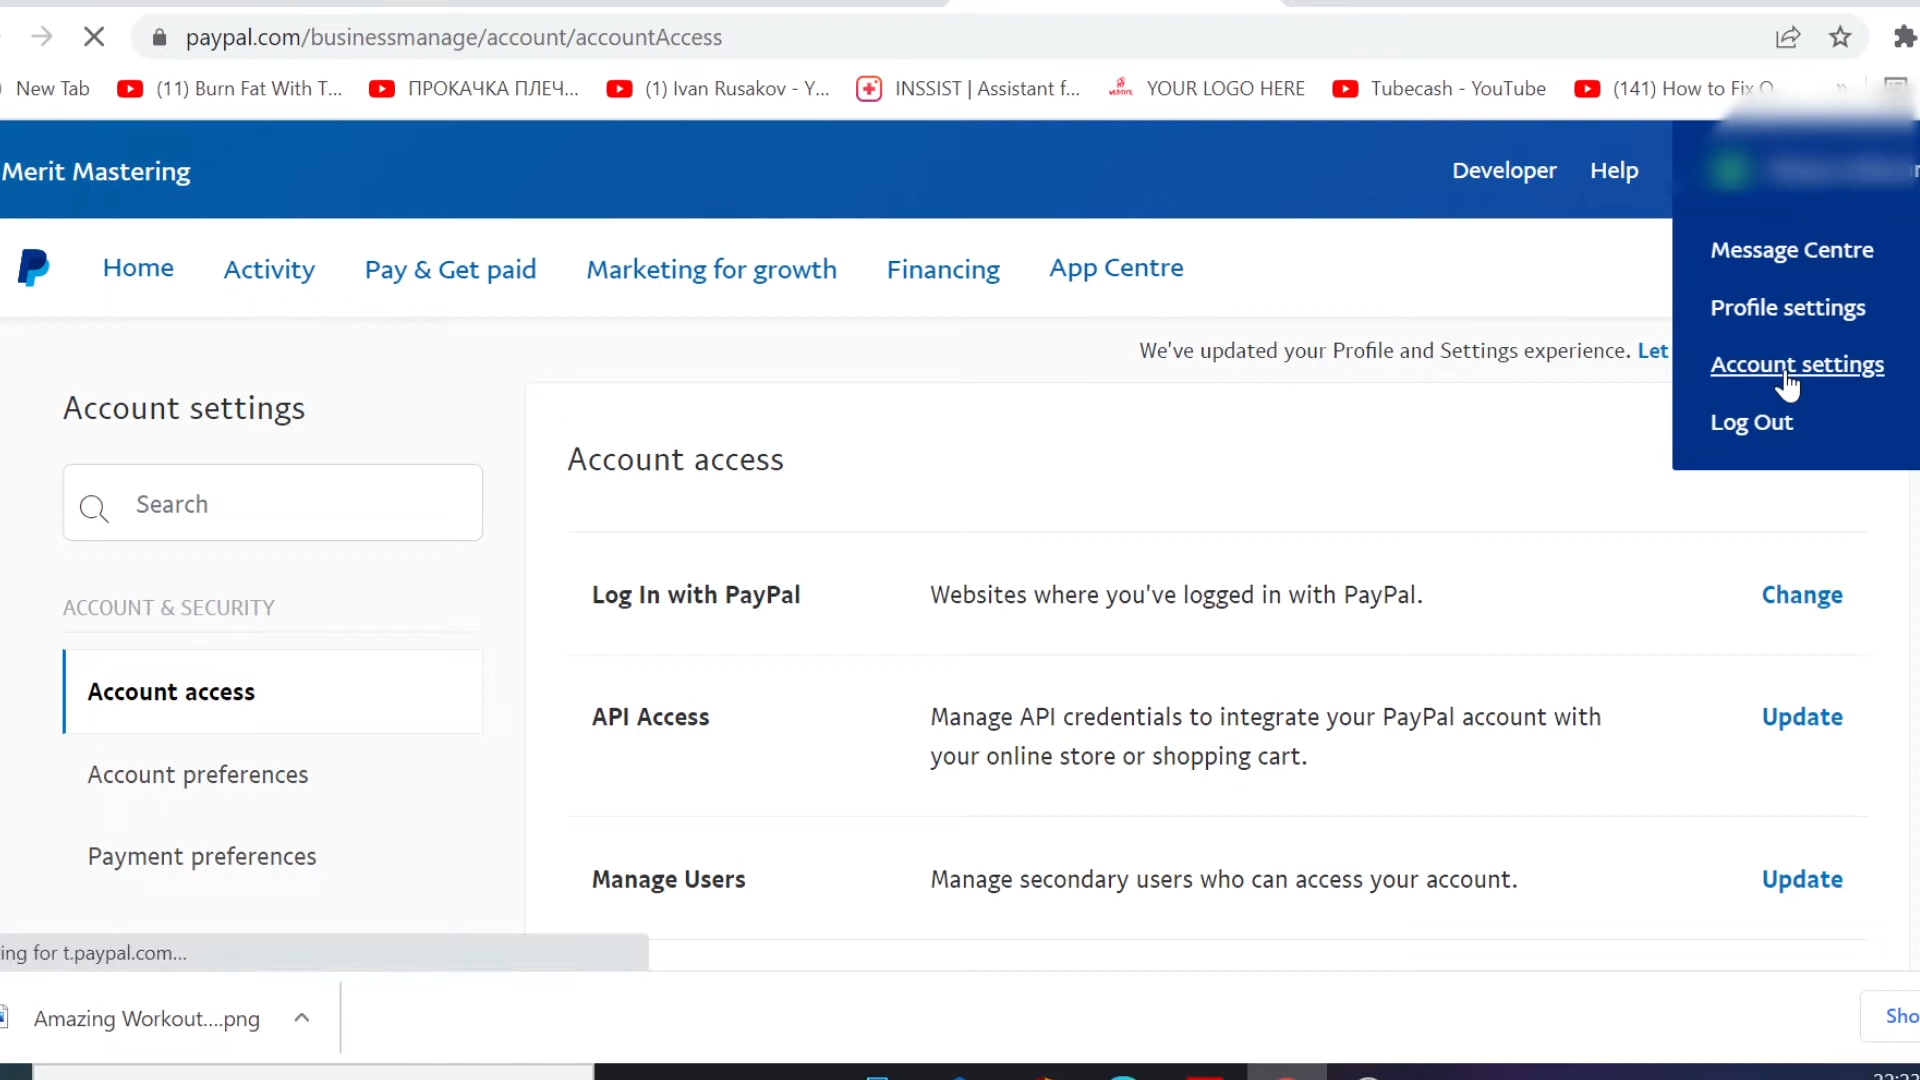 paypal.com/businessmanage/account/accountAccess
New Tab (11) Burn Fat With T... ПРОКАЧКА ПЛЕЧ... (1) Ivan Rusakov - Y... INSSIST | Assistant f... YOUR LOGO HERE Tubecash - YouTube (141) How to Fix
Merit Mastering Developer Help
Home Activity Pay & Get paid Marketing for growth Financing App Centre
Message Centre
Profile settings
Account settings
Log Out
We've updated your Profile and Settings experience. Let
Account settings
Search
ACCOUNT & SECURITY
Account access
Account preferences
Payment preferences
Account access
Log In with PayPal Websites where you've logged in with PayPal. Change
API Access Manage API credentials to integrate your PayPal account with Update
your online store or shopping cart.
Manage Users Manage secondary users who can access your account. Update
ing for t.paypal.com...
Amazing Workout....png
Sho